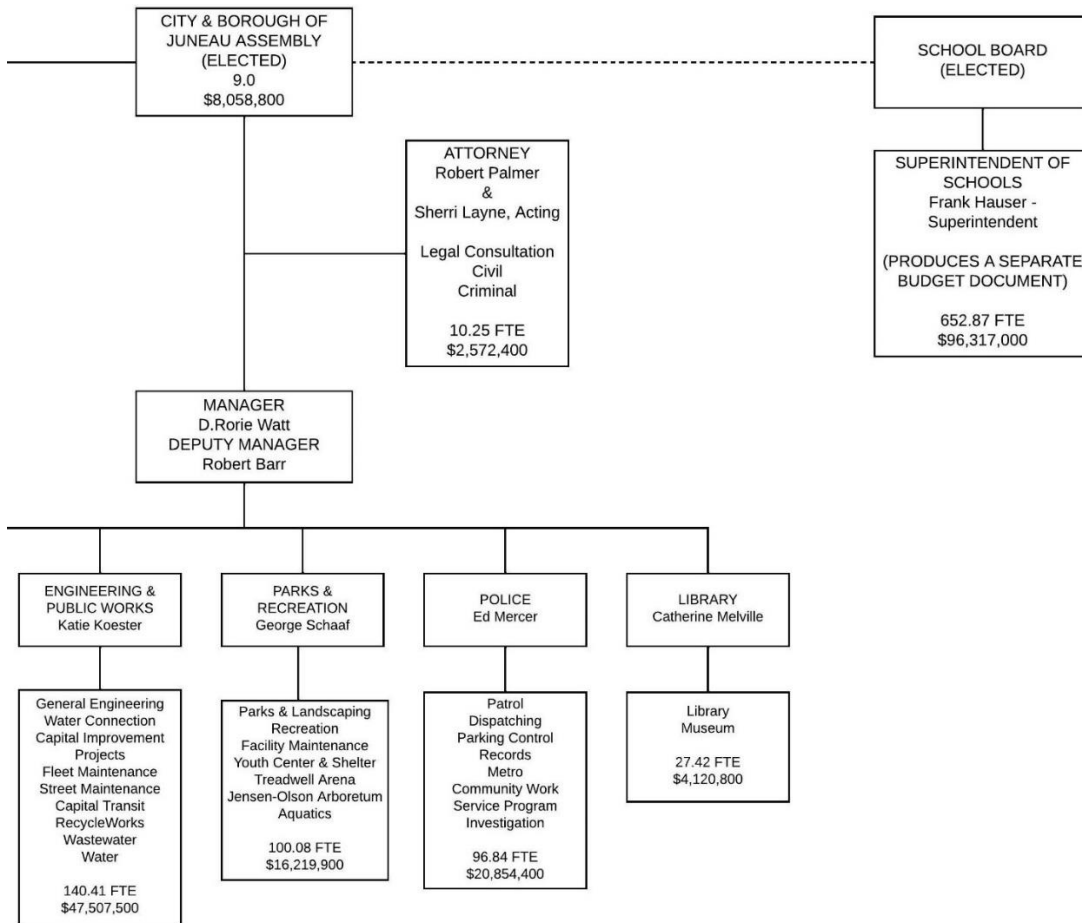 CITY & BOROUGH OF
JUNEAU ASSEMBLY
(ELECTED)
9.0
$8,058,800
SCHOOL BOARD
(ELECTED)
ATTORNEY
Robert Palmer
&
Sherri Layne, Acting
Legal Consultation
Civil
Criminal
10.25 FTE
$2,572,400
SUPERINTENDENT OF
SCHOOLS
Frank Hauser -
Superintendent
(PRODUCES A SEPARATE
BUDGET DOCUMENT)
652.87 FTE
$96,317,000
MANAGER
D.Rorie Watt
DEPUTY MANAGER
Robert Barr
ENGINEERING &
PUBLIC WORKS
Katie Koester
General Engineering
Water Connection
Capital Improvement
Projects
Fleet Maintenance
Street Maintenance
Capital Transit
RecycleWorks
Wastewater
Water
140.41 FTE
$47,507,500
PARKS &
RECREATION
George Schaaf
Parks & Landscaping
Recreation
Facility Maintenance
Youth Center & Shelter
Treadwell Arena
Jensen-Olson Arboretum
Aquatics
100.08 FTE
$16,219,900
POLICE
Ed Mercer
Patrol
Dispatching
Parking Control
Records
Metro
Community Work
Service Program
Investigation
96.84 FTE
$20,854,400
LIBRARY
Catherine Melville
Library
Museum
27.42 FTE
$4,120,800